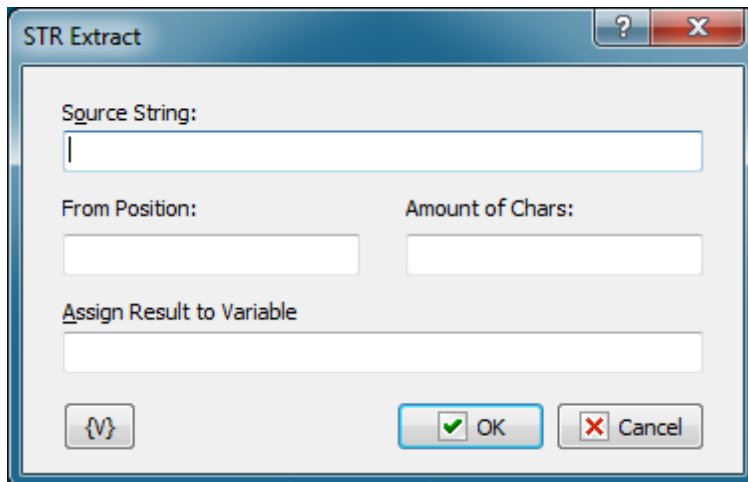 STR Extract
?
Source String:
From Position: Amount of Chars:
Assign Result to Variable
{V} OK Cancel